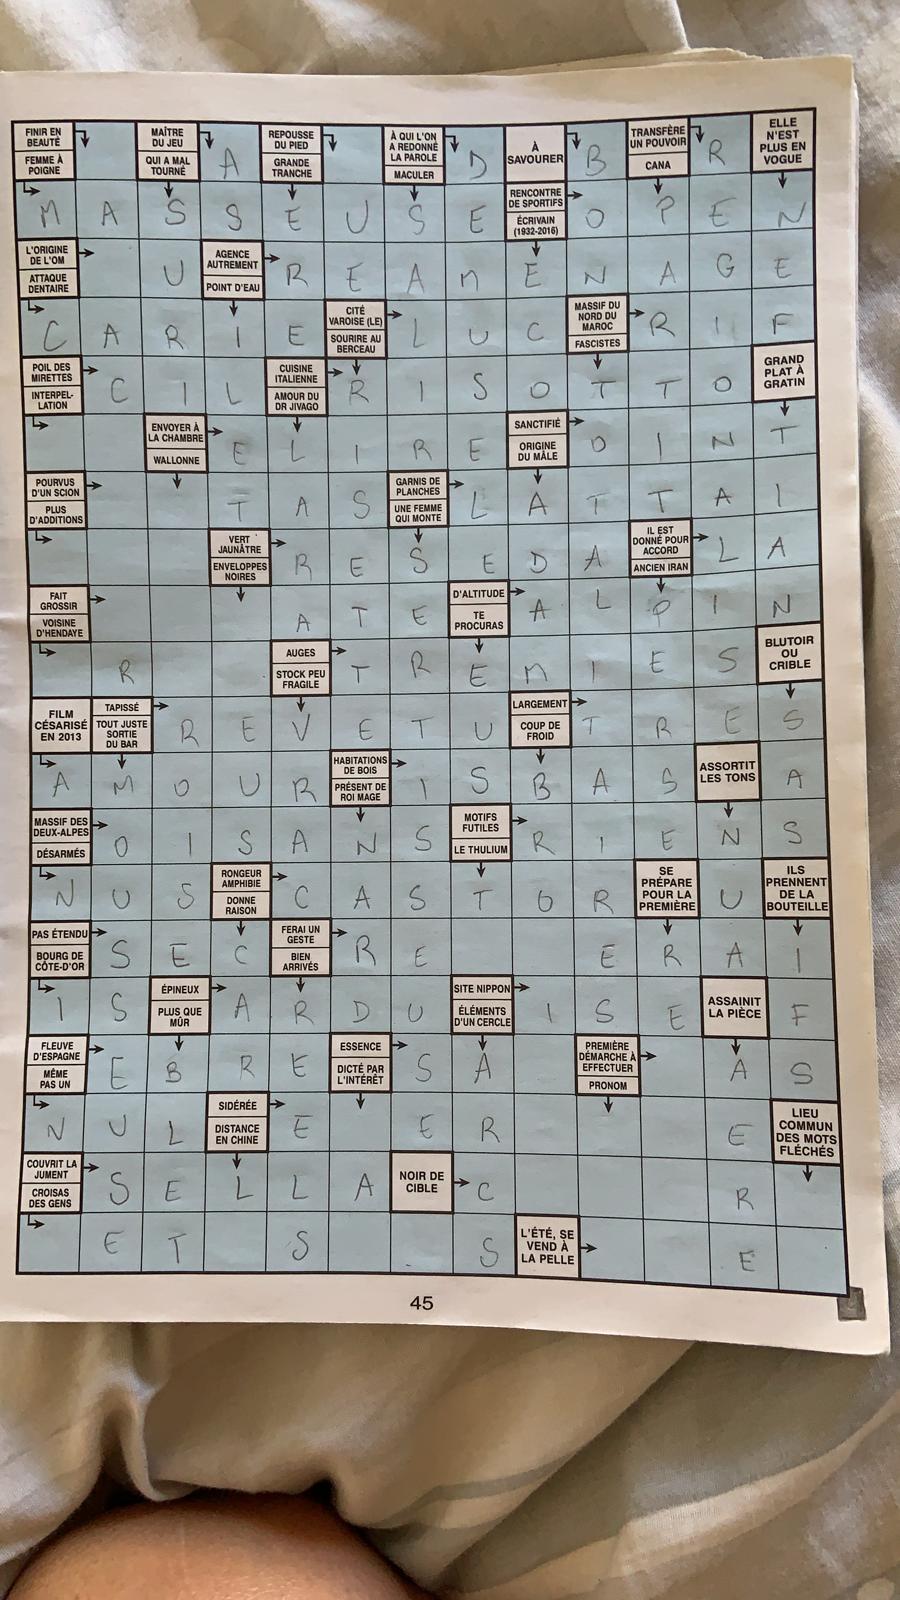 FINIR EN BEAUTÉ FEMME À POIGNE MAÎTRE DU JEU QUI A MAL TOURNÉ A REPOUSSE DU PIED GRANDE TRANCHE À QUI L'ON A REDONNÉ LA PAROLE MACULER D À SAVOURER B TRANSFÈRE UN POUVOIR CANA R ELLE N'EST PLUS EN VOGUE
M A S S E U S E RENCONTRE DE SPORTIFS ÉCRIVAIN (1932-2016) O P E N
L'ORIGINE DE L'OM ATTAQUE DENTAIRE U AGENCE AUTREMENT POINT D'EAU R E A M E N A G E
C A R I E CITÉ VAROISE (LE) SOURIRE AU BERCEAU L U C MASSIF DU NORD DU MAROC FASCISTES R I F
POIL DES MIRETTES INTERPELLATION C I L CUISINE ITALIENNE AMOUR DU DR JIVAGO R I S O T T O GRAND PLAT À GRATIN
ENVOYER À LA CHAMBRE WALLONNE E L I R E SANCTIFIÉ ORIGINE DU MÂLE O I N T
POURVUS D'UN SCION PLUS D'ADDITIONS T A S GARNIS DE PLANCHES UNE FEMME QUI MONTE L A T T A I
VERT JAUNÂTRE ENVELOPPES NOIRES R E S E D A IL EST DONNÉ POUR ACCORD ANCIEN IRAN L A
FAIT GROSSIR VOISINE D'HENDAYE A T E D'ALTITUDE TE PROCURAS A L P I N
R AUGES STOCK PEU FRAGILE T R E M I E S BLUTOIR OU CRIBLE
FILM CÉSARISÉ EN 2013 TAPISSÉ TOUT JUSTE SORTIE DU BAR R E V E T U LARGEMENT COUP DE FROID T R E S
A M O U R HABITATIONS DE BOIS PRÉSENT DE ROI MAGE I S B A S ASSORTIT LES TONS A
MASSIF DES DEUX-ALPES DÉSARMÉS O I S A N S MOTIFS FUTILES LE THULIUM R I E N S
N U S RONGEUR AMPHIBIE DONNE RAISON C A S T O R SE PRÉPARE POUR LA PREMIÈRE U ILS PRENNENT DE LA BOUTEILLE
PAS ÉTENDU BOURG DE CÔTE-D'OR S E C FERAI UN GESTE BIEN ARRIVÉS R E E R A I
I S ÉPINEUX PLUS QUE MÛR A R D U SITE NIPPON ÉLÉMENTS D'UN CERCLE I S E ASSAINIT LA PIÈCE F
FLEUVE D'ESPAGNE MÊME PAS UN E B R E ESSENCE DICTÉ PAR L'INTÉRÊT S A PREMIÈRE DÉMARCHE À EFFECTUER PRONOM A S
N U L SIDÉRÉE DISTANCE EN CHINE E E R E LIEU COMMUN DES MOTS FLÉCHÉS
COUVRIT LA JUMENT CROISAS DES GENS S E L L A NOIR DE CIBLE C R
E T S S L'ÉTÉ, SE VEND À LA PELLE E
45